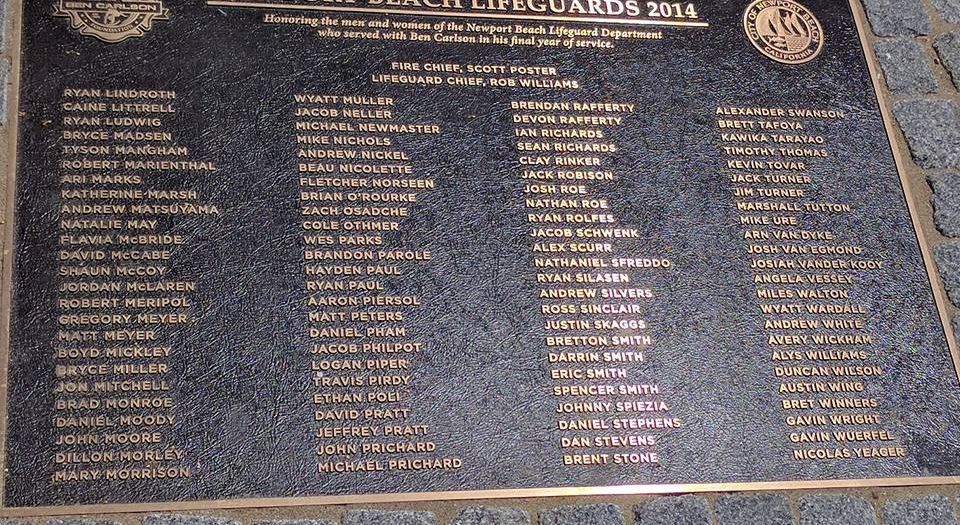 BEN CARLSON
FOUNDATION
BEACH LIFEGUARDS 2014
Honoring the men and women of the Newport Beach Lifeguard Department
who served with Ben Carlson in his final year of service.
CITY OF NEWPORT BEACH
CALIFORNIA
FIRE CHIEF, SCOTT POSTER
LIFEGUARD CHIEF, ROB WILLIAMS
RYAN LINDROTH
CAINE LITTRELL
RYAN LUDWIG
BRYCE MADSEN
TYSON MANGHAM
ROBERT MARIENTHAL
ARI MARKS
KATHERINE MARSH
ANDREW MATSUYAMA
NATALIE MAY
FLAVIA McBRIDE
DAVID McCABE
SHAUN McCOY
JORDAN McLAREN
ROBERT MERIPOL
GREGORY MEYER
MATT MEYER
BOYD MICKLEY
BRYCE MILLER
JON MITCHELL
BRAD MONROE
DANIEL MOODY
JOHN MOORE
DILLON MORLEY
MARY MORRISON
WYATT MULLER
JACOB NELLER
MICHAEL NEWMASTER
MIKE NICHOLS
ANDREW NICKEL
BEAU NICOLETTE
FLETCHER NORSEEN
BRIAN O'ROURKE
ZACH OSADCHE
COLE OTHMER
WES PARKS
BRANDON PAROLE
HAYDEN PAUL
RYAN PAUL
AARON PIERSOL
MATT PETERS
DANIEL PHAM
JACOB PHILPOT
LOGAN PIPER
TRAVIS PIRDY
ETHAN POLI
DAVID PRATT
JEFFREY PRATT
JOHN PRICHARD
MICHAEL PRICHARD
BRENDAN RAFFERTY
DEVON RAFFERTY
IAN RICHARDS
SEAN RICHARDS
CLAY RINKER
JACK ROBISON
JOSH ROE
NATHAN ROE
RYAN ROLFES
JACOB SCHWENK
ALEX SCURR
NATHANIEL SFREDDO
RYAN SILASEN
ANDREW SILVERS
ROSS SINCLAIR
JUSTIN SKAGGS
BRETTON SMITH
DARRIN SMITH
ERIC SMITH
SPENCER SMITH
JOHNNY SPIEZIA
DANIEL STEPHENS
DAN STEVENS
BRENT STONE
ALEXANDER SWANSON
BRETT TAFOYA
KAWIKA TARAYAO
TIMOTHY THOMAS
KEVIN TOVAR
JACK TURNER
JIM TURNER
MARSHALL TUTTON
MIKE URE
ARN VAN DYKE
JOSH VAN EGMOND
JOSIAH VANDER KOOY
ANGELA VESSEY
MILES WALTON
WYATT WARDALL
ANDREW WHITE
AVERY WICKHAM
ALYS WILLIAMS
DUNCAN WILSON
AUSTIN WING
BRET WINNERS
GAVIN WRIGHT
GAVIN WUERFEL
NICOLAS YEAGER